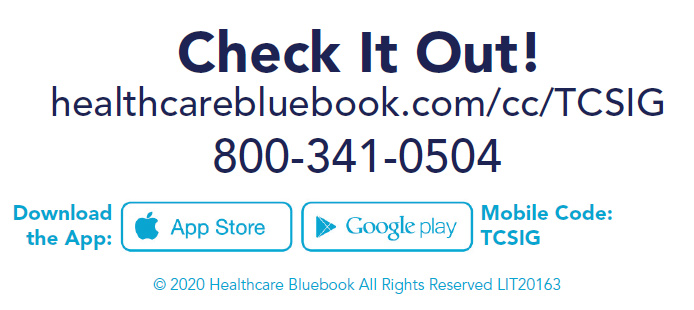 Check It Out!
healthcarebluebook.com/cc/TCSIG
800-341-0504
Download
the App:
App Store
Google play
Mobile Code:
TCSIG
© 2020 Healthcare Bluebook All Rights Reserved LIT20163